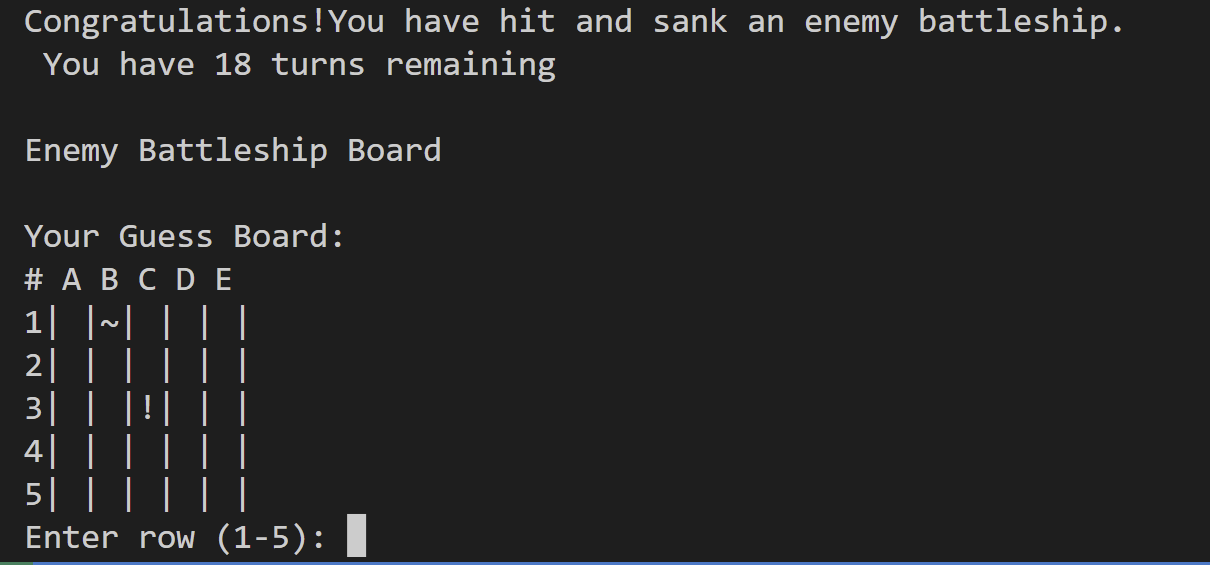 Congratulations!You have hit and sank an enemy battleship.
 You have 18 turns remaining
Enemy Battleship Board
Your Guess Board:
# A B C D E
1| |~| | | |
2| | | | | |
3| | |!| | |
4| | | | | |
5| | | | | |
Enter row (1-5):